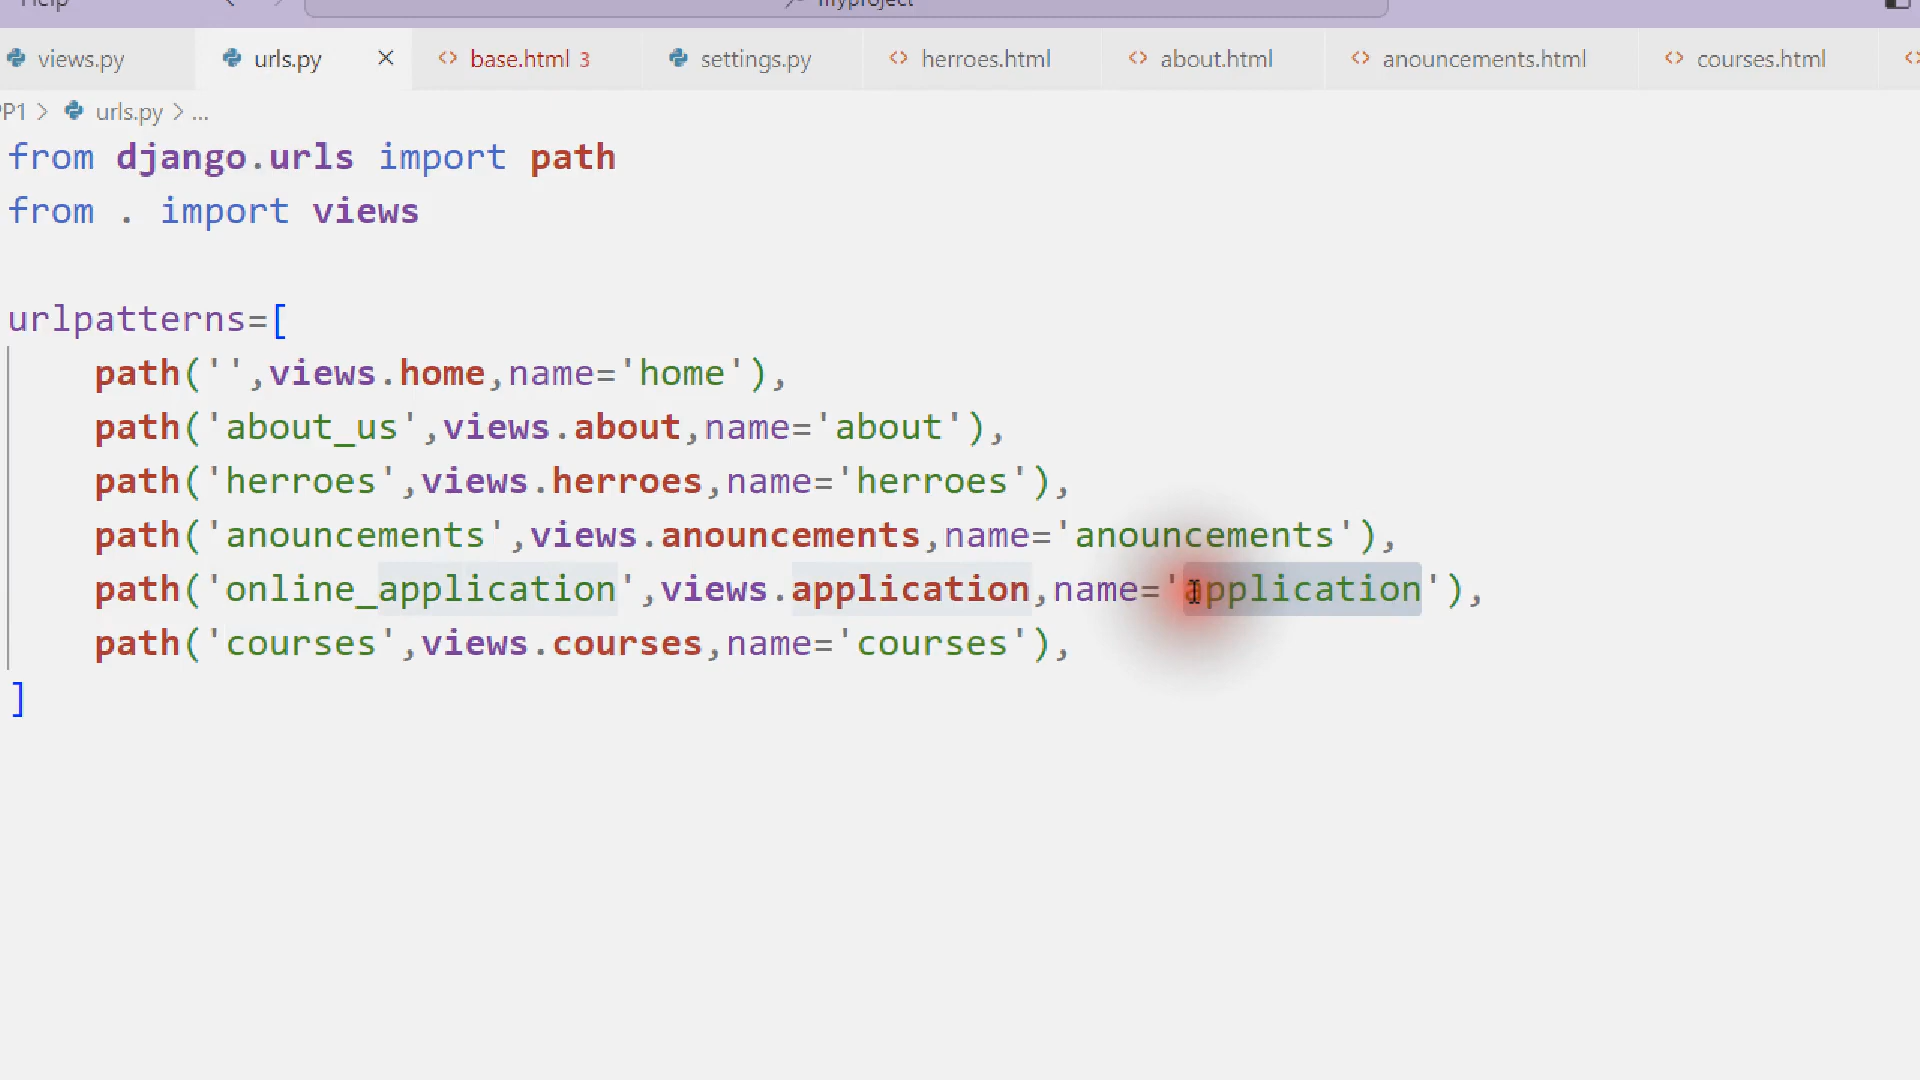 Help myproject
views.py urls.py base.html 3 settings.py herroes.html about.html anouncements.html courses.html
urls.py > ...
from django.urls import path
from . import views
urlpatterns=[
path('',views.home,name='home'),
path('about_us',views.about,name='about'),
path('herroes',views.herroes,name='herroes'),
path('anouncements',views.anouncements,name='anouncements'),
path('online_application',views.application,name='application'),
path('courses',views.courses,name='courses'),
]